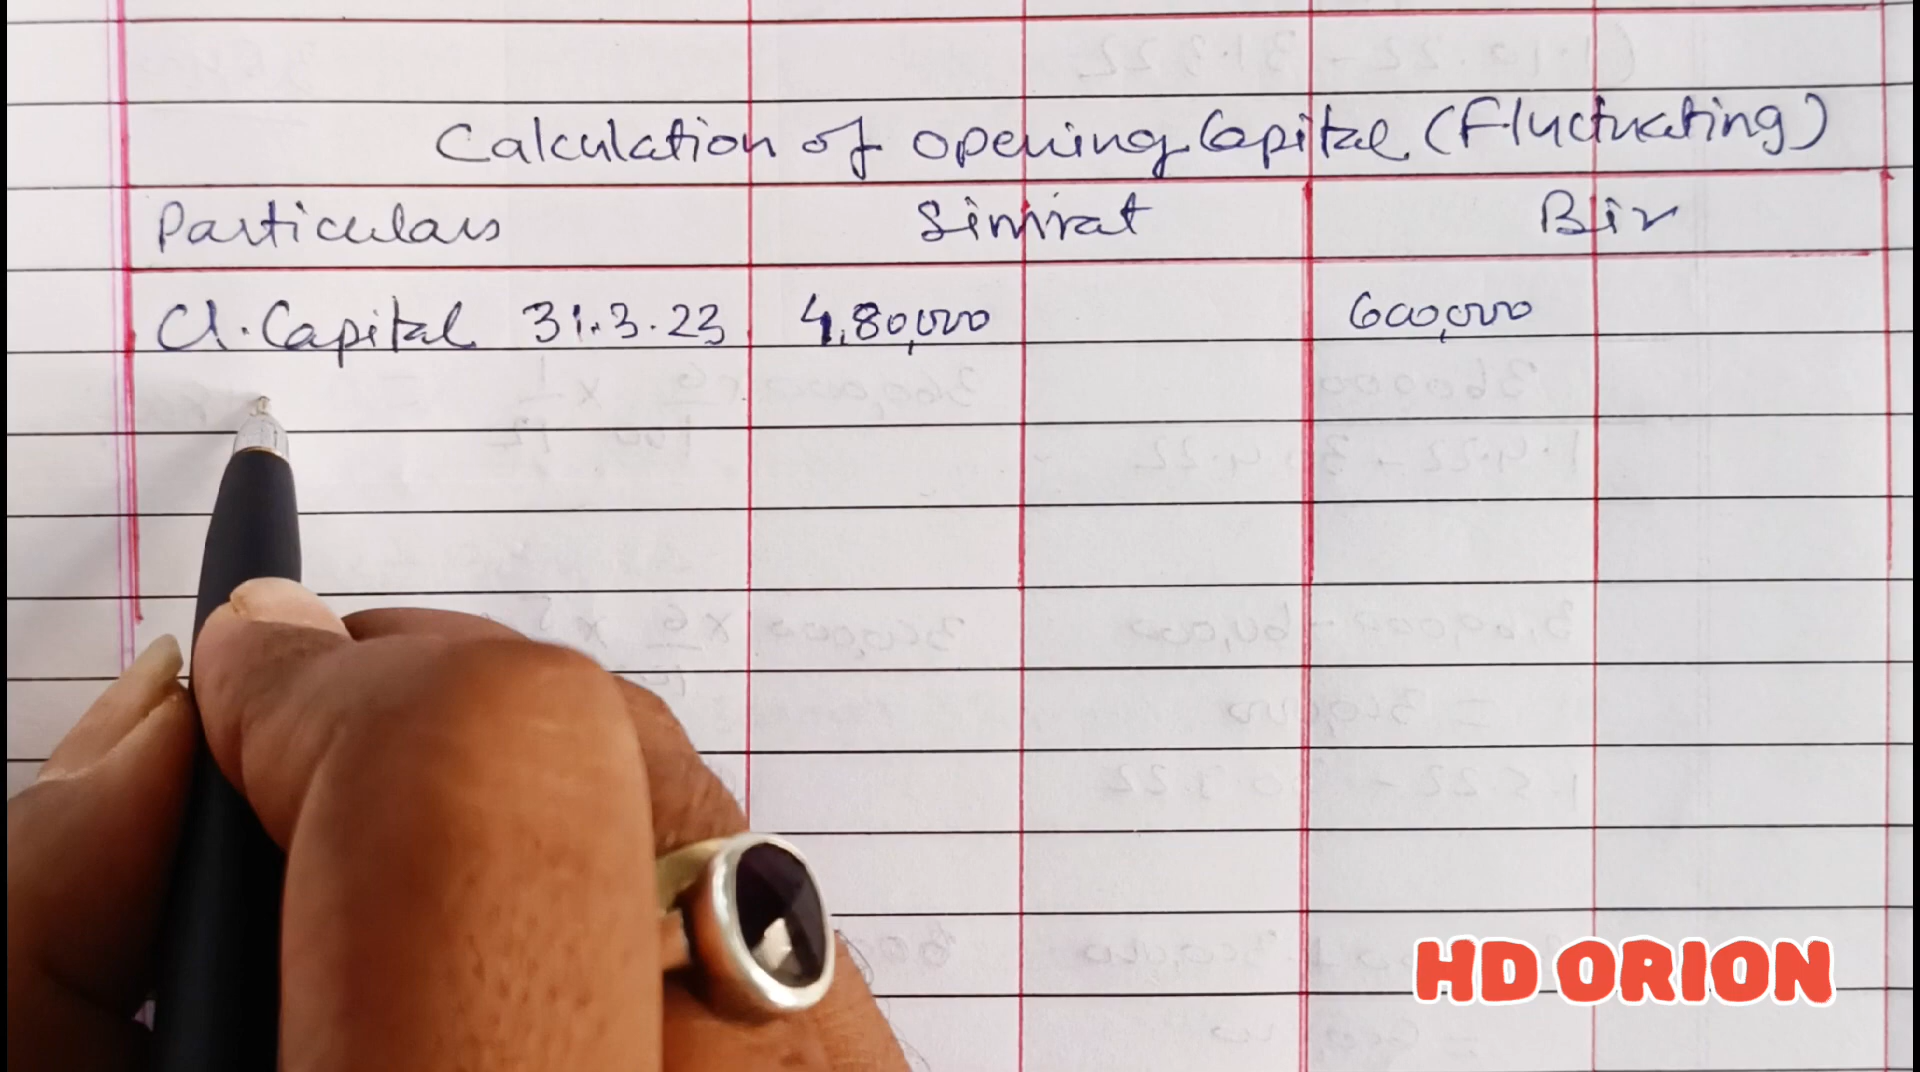 Calculation of opening Capital (Fluctuating)
Particulars Simrat Bir
Cl. Capital 31.3.23 4,80,000 600,000
HD ORION